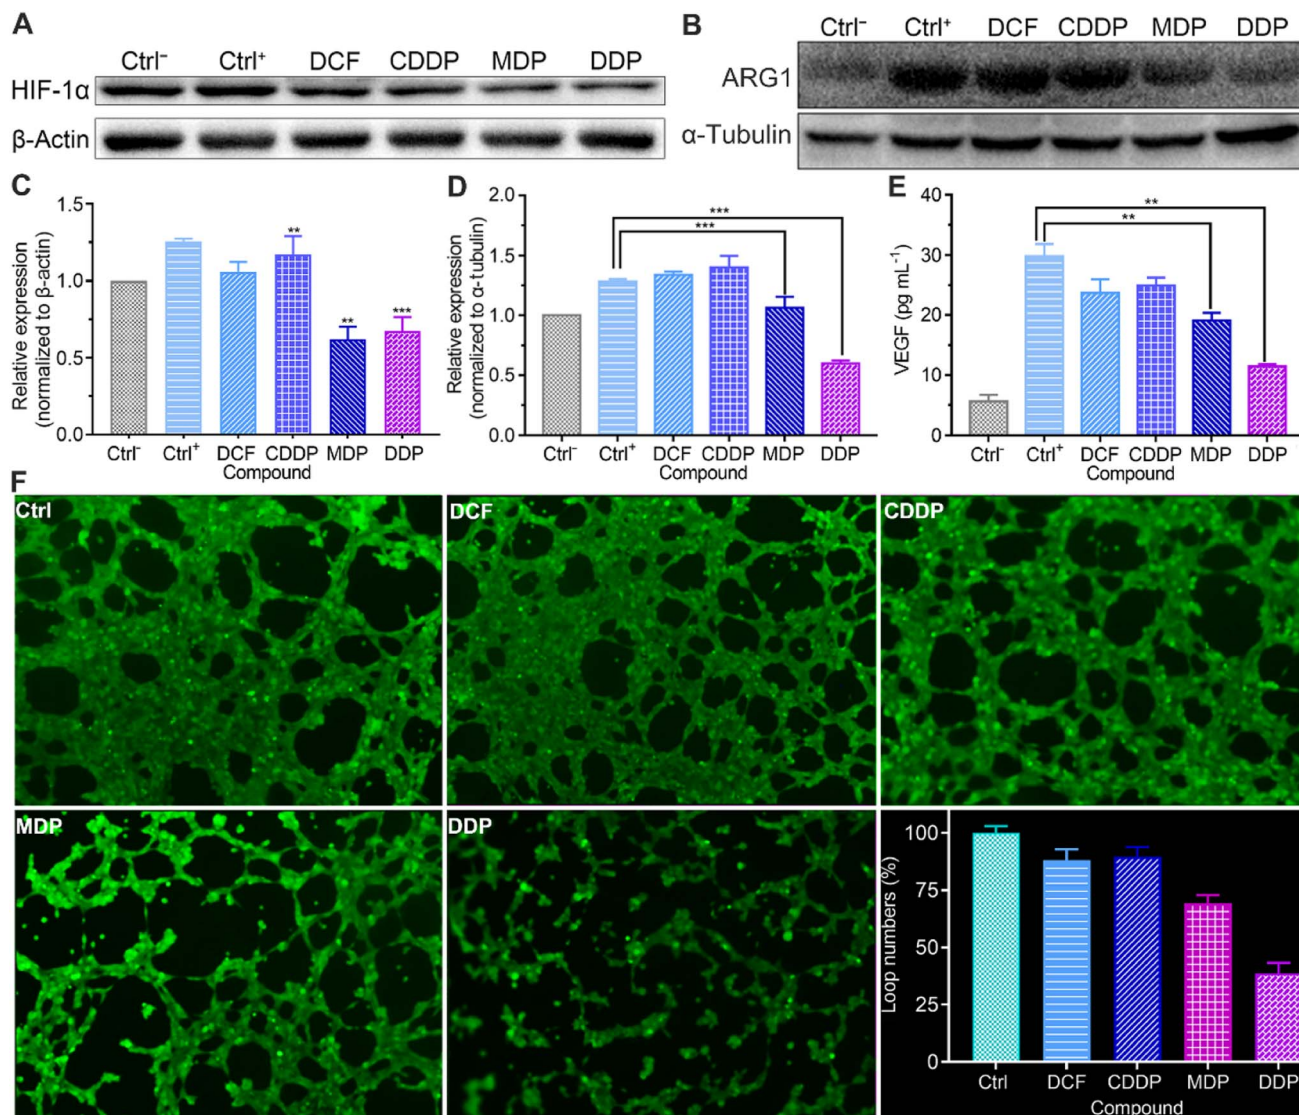 A
Ctrl⁻ Ctrl⁺ DCF CDDP MDP DDP
HIF-1α
β-Actin
B
Ctrl⁻ Ctrl⁺ DCF CDDP MDP DDP
ARG1
α-Tubulin
C
Relative expression
(normalized to β-actin)
1.5
1.0
0.5
0.0
**
**
***
Ctrl⁻ Ctrl⁺ DCF CDDP MDP DDP
Compound
D
Relative expression
(normalized to α-tubulin)
2.0
1.5
1.0
0.5
0.0
***
***
Ctrl⁻ Ctrl⁺ DCF CDDP MDP DDP
Compound
E
VEGF (pg mL⁻¹)
40
30
20
10
0
**
**
Ctrl⁻ Ctrl⁺ DCF CDDP MDP DDP
Compound
F
Ctrl
DCF
CDDP
MDP
DDP
Loop numbers (%)
100
75
50
25
0
Ctrl DCF CDDP MDP DDP
Compound